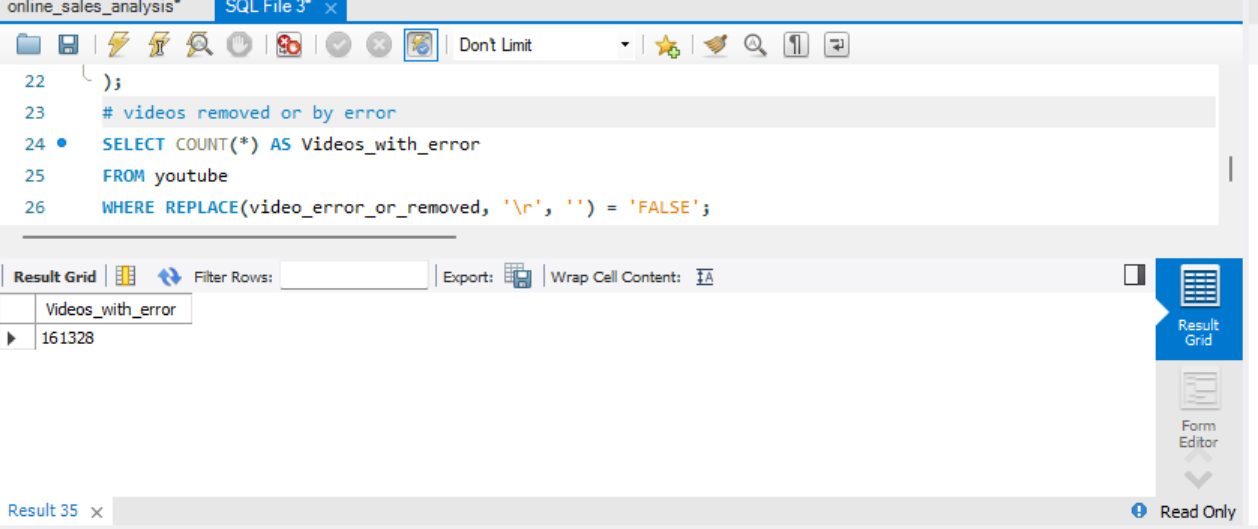 online_sales_analysis*
SQL File 3*
Don't Limit
22 );
23 # videos removed or by error
24 SELECT COUNT(*) AS Videos_with_error
25 FROM youtube
26 WHERE REPLACE(video_error_or_removed, '\r', '') = 'FALSE';
Result Grid Filter Rows: Export: Wrap Cell Content:
Videos_with_error
161328
Result
Grid
Form
Editor
Result 35
Read Only